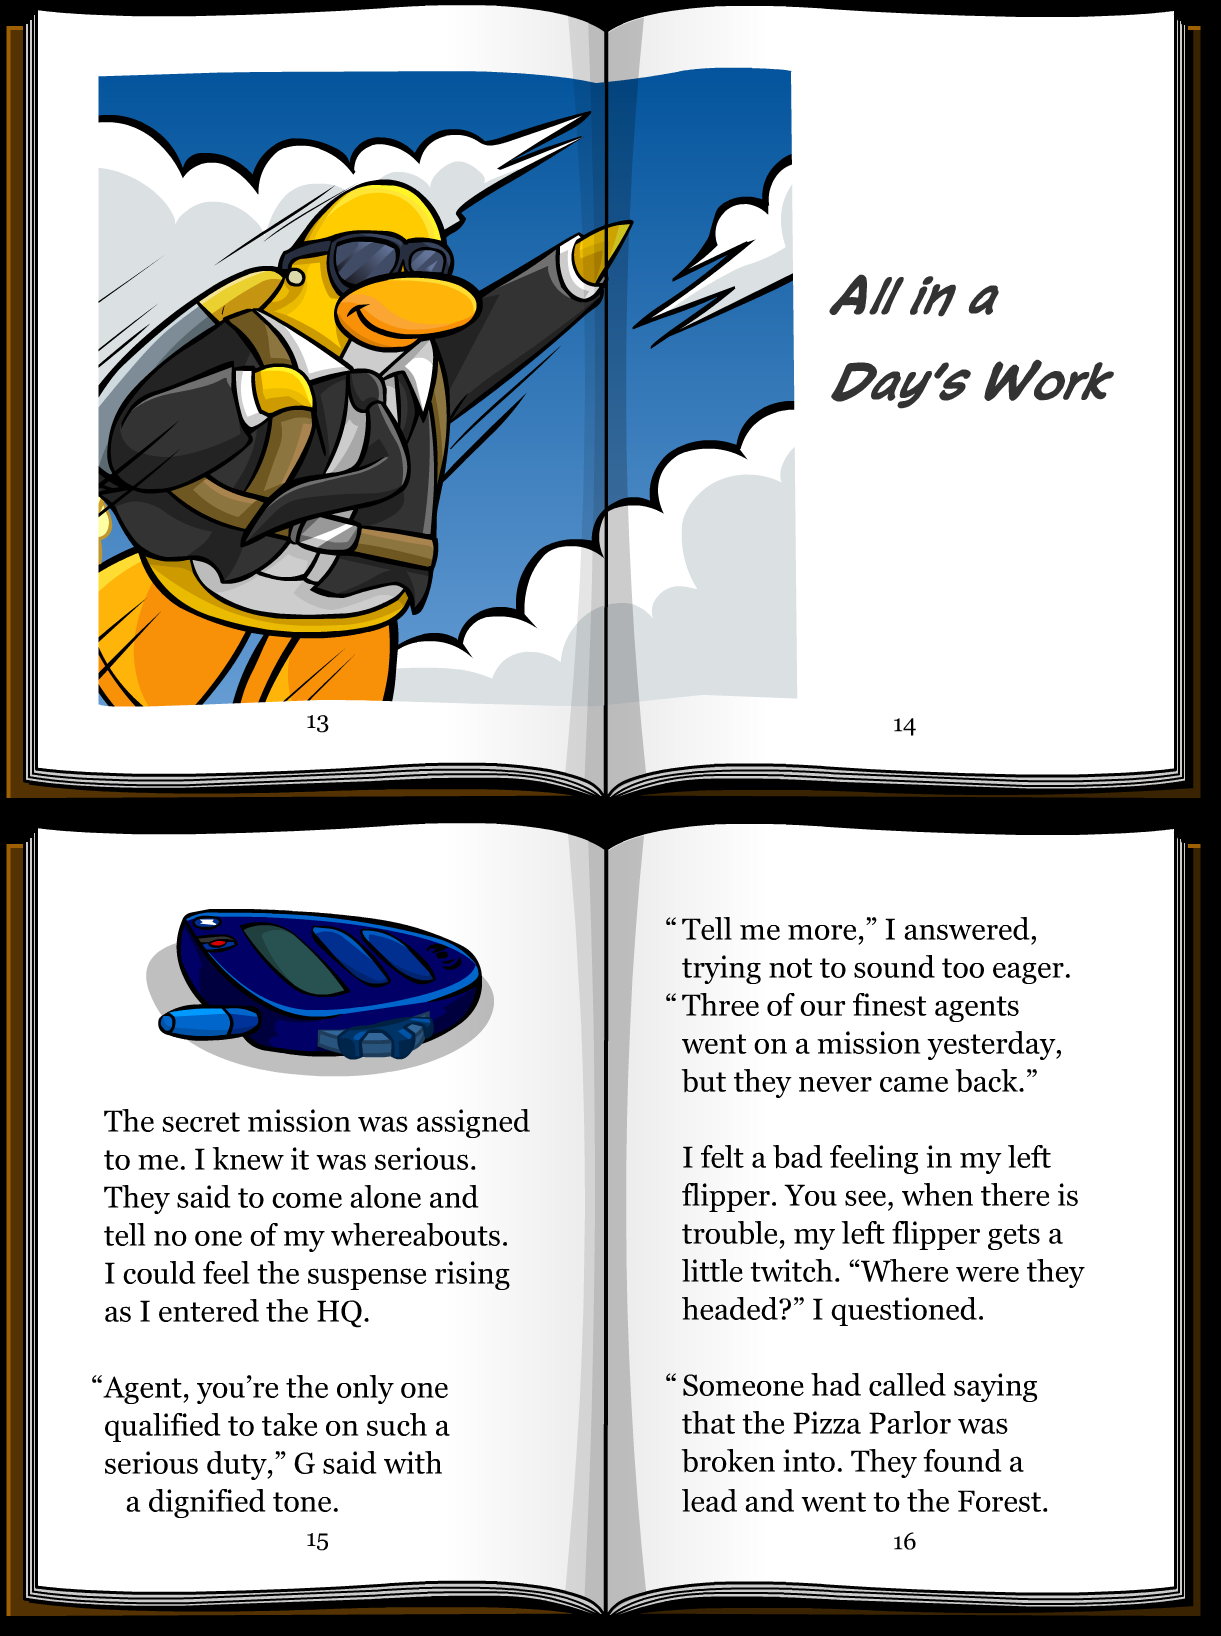 All in a
Day's Work
13
14
The secret mission was assigned
to me. I knew it was serious.
They said to come alone and
tell no one of my whereabouts.
I could feel the suspense rising
as I entered the HQ.
“Agent, you’re the only one
qualified to take on such a
serious duty,” G said with
a dignified tone.
15
“Tell me more,” I answered,
trying not to sound too eager.
“Three of our finest agents
went on a mission yesterday,
but they never came back.”
I felt a bad feeling in my left
flipper. You see, when there is
trouble, my left flipper gets a
little twitch. “Where were they
headed?” I questioned.
“Someone had called saying
that the Pizza Parlor was
broken into. They found a
lead and went to the Forest.
16